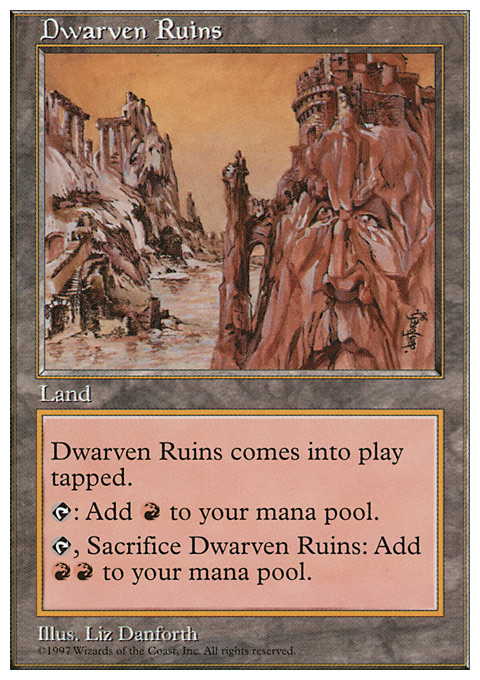 Dwarven Ruins
Land
Dwarven Ruins comes into play
tapped.
: Add to your mana pool.
, Sacrifice Dwarven Ruins: Add
to your mana pool.
Illus. Liz Danforth
©1997 Wizards of the Coast, Inc. All rights reserved.